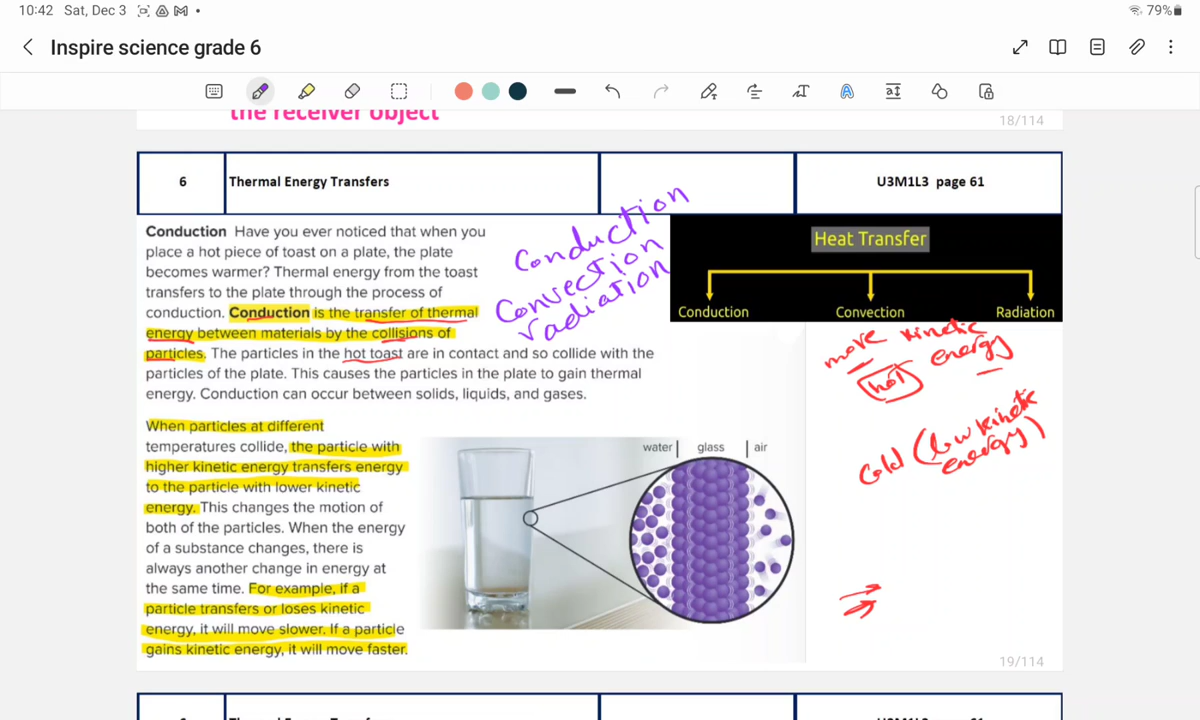 10:42 Sat, Dec 3
79%
Inspire science grade 6
the receiver object
18/114
6
Thermal Energy Transfers
U3M1L3 page 61
Conduction Have you ever noticed that when you
place a hot piece of toast on a plate, the plate
becomes warmer? Thermal energy from the toast
transfers to the plate through the process of
conduction. Conduction is the transfer of thermal
energy between materials by the collisions of
particles. The particles in the hot toast are in contact and so collide with the
particles of the plate. This causes the particles in the plate to gain thermal
energy. Conduction can occur between solids, liquids, and gases.
Conduction
Convection
radiation
Heat Transfer
Conduction
Convection
Radiation
move kinetic
hot energy
Cold (low kinetic
energy)
When particles at different
temperatures collide, the particle with
higher kinetic energy transfers energy
to the particle with lower kinetic
energy. This changes the motion of
both of the particles. When the energy
of a substance changes, there is
always another change in energy at
the same time. For example, if a
particle transfers or loses kinetic
energy, it will move slower. If a particle
gains kinetic energy, it will move faster.
water
glass
air
19/114